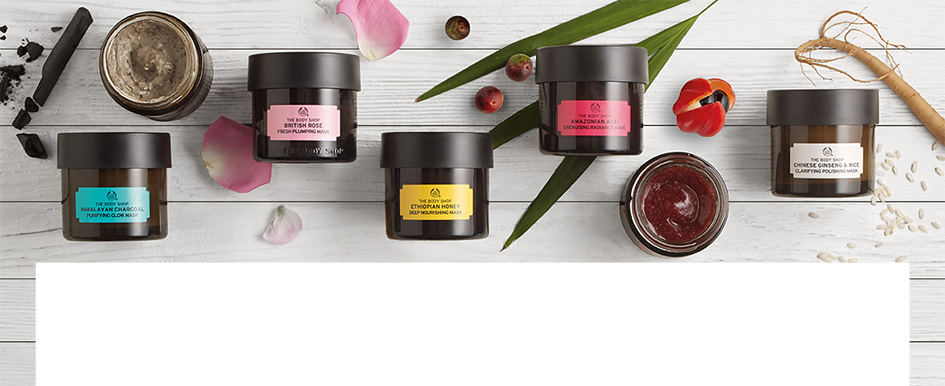 THE BODY SHOP
HIMALAYAN CHARCOAL
PURIFYING GLOW MASK
THE BODY SHOP
BRITISH ROSE
FRESH PLUMPING MASK
THE BODY SHOP
THE BODY SHOP
ETHIOPIAN HONEY
DEEP NOURISHING MASK
THE BODY SHOP
AMAZONIAN ACAI
ENERGISING RADIANCE MASK
THE BODY SHOP
CHINESE GINSENG & RICE
CLARIFYING POLISHING MASK